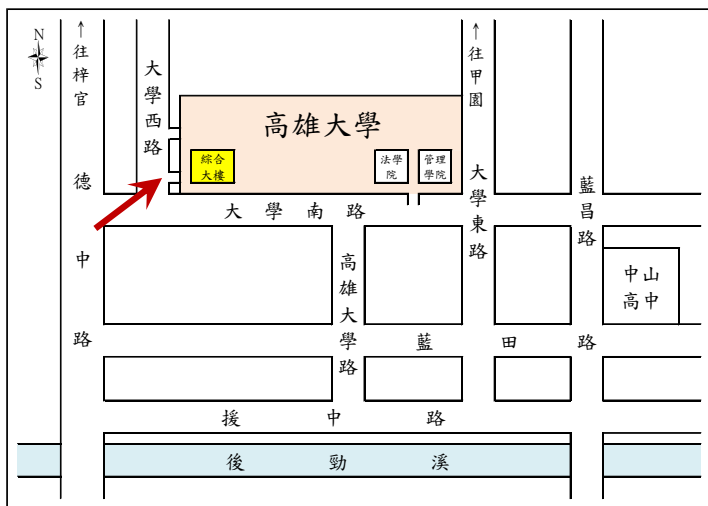 N
S
↑往梓官
德中路
大學西路
高雄大學
綜合
大樓
法學
院
管理
學院
↑往甲園
大學東路
藍昌路
大學南路
高雄大學路
中山
高中
藍田路
援中路
後勁溪